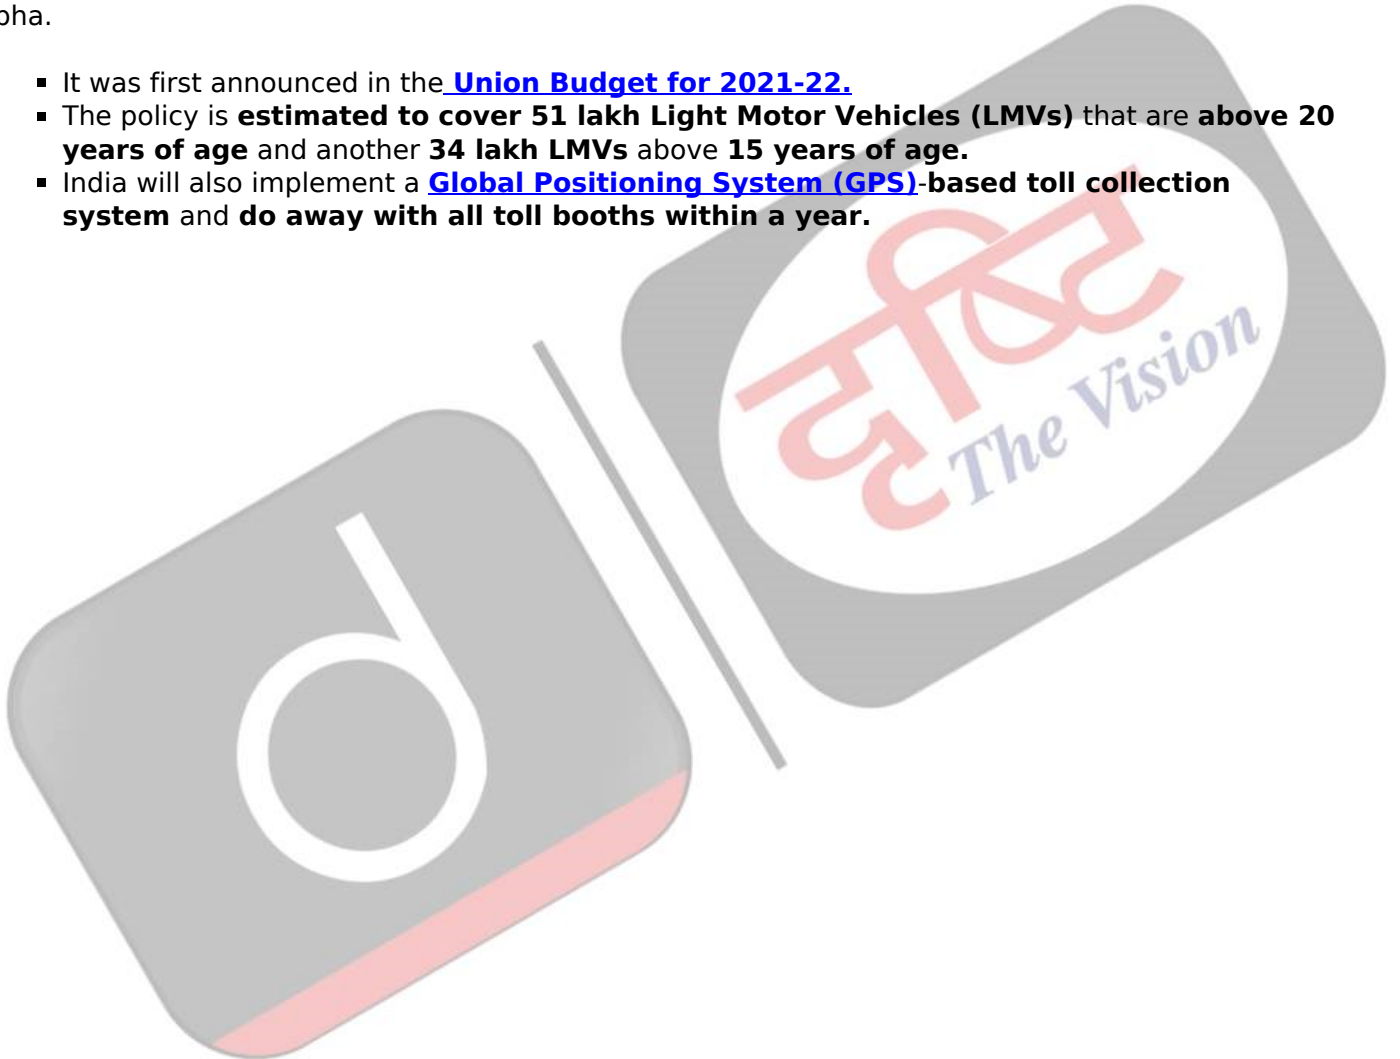 bha.
It was first announced in the Union Budget for 2021-22.
The policy is estimated to cover 51 lakh Light Motor Vehicles (LMVs) that are above 20
years of age and another 34 lakh LMVs above 15 years of age.
India will also implement a Global Positioning System (GPS)-based toll collection
system and do away with all toll booths within a year.
दृष्टि
The Vision
d